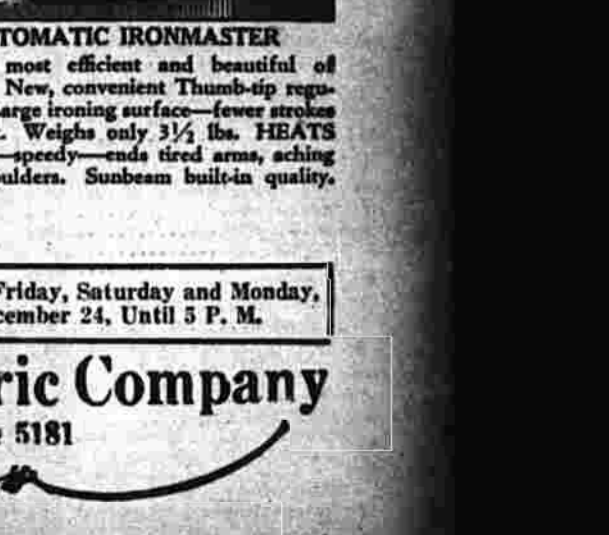 TOMATIC IRONMASTER
most efficient and beautiful of
New, convenient Thumb-tip regu-
arge ironing surface—fewer strokes
. Weighs only 3½ lbs. HEATS
—speedy—ends tired arms, aching
oulders. Sunbeam built-in quality.
Friday, Saturday and Monday,
cember 24, Until 5 P. M.
ric Company
5181